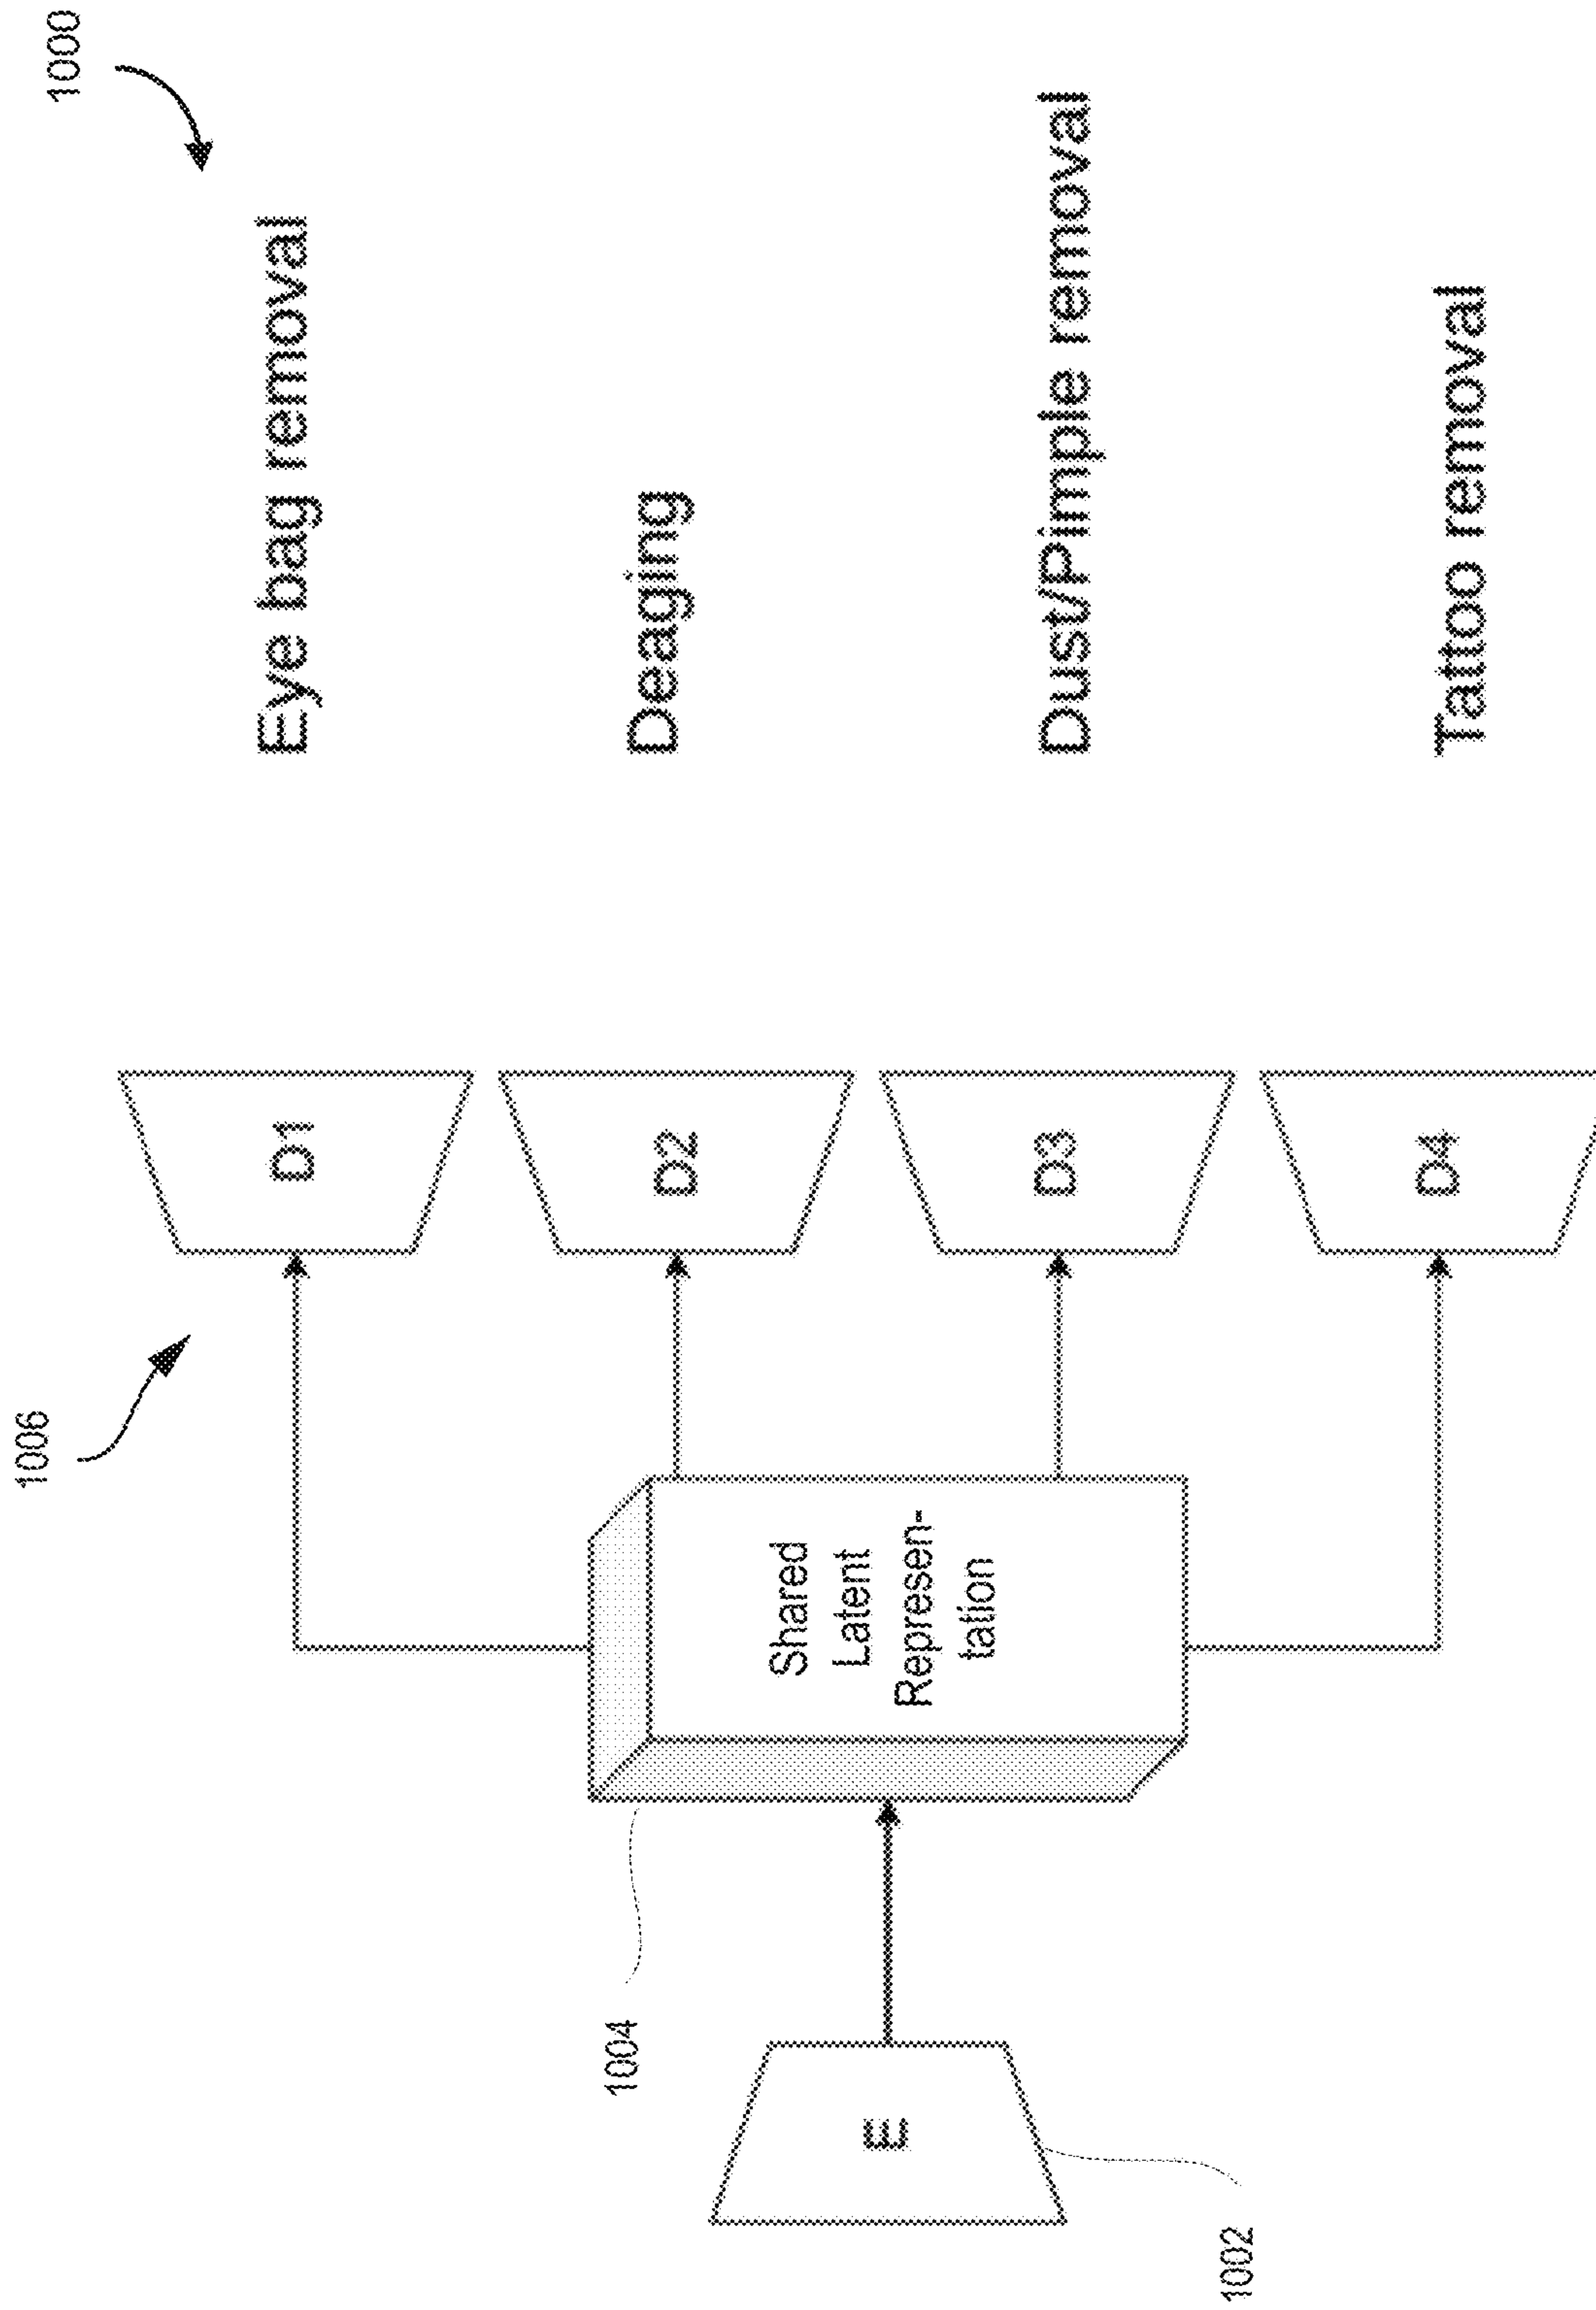 1000
1006
D1
Eye bag removal
D2
Deaging
Shared
Latent
Represen-
tation
1004
E
1002
D3
Dust/Pimple removal
D4
Tattoo removal